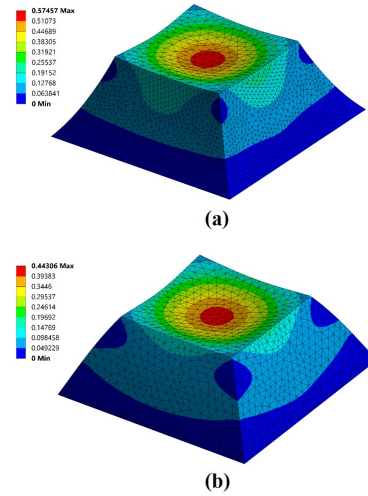 0.57457 Max
0.51073
0.44689
0.38305
0.31921
0.25537
0.19152
0.12768
0.063841
0 Min
(a)
0.44306 Max
0.39383
0.3446
0.29537
0.24614
0.19692
0.14769
0.098458
0.049229
0 Min
(b)